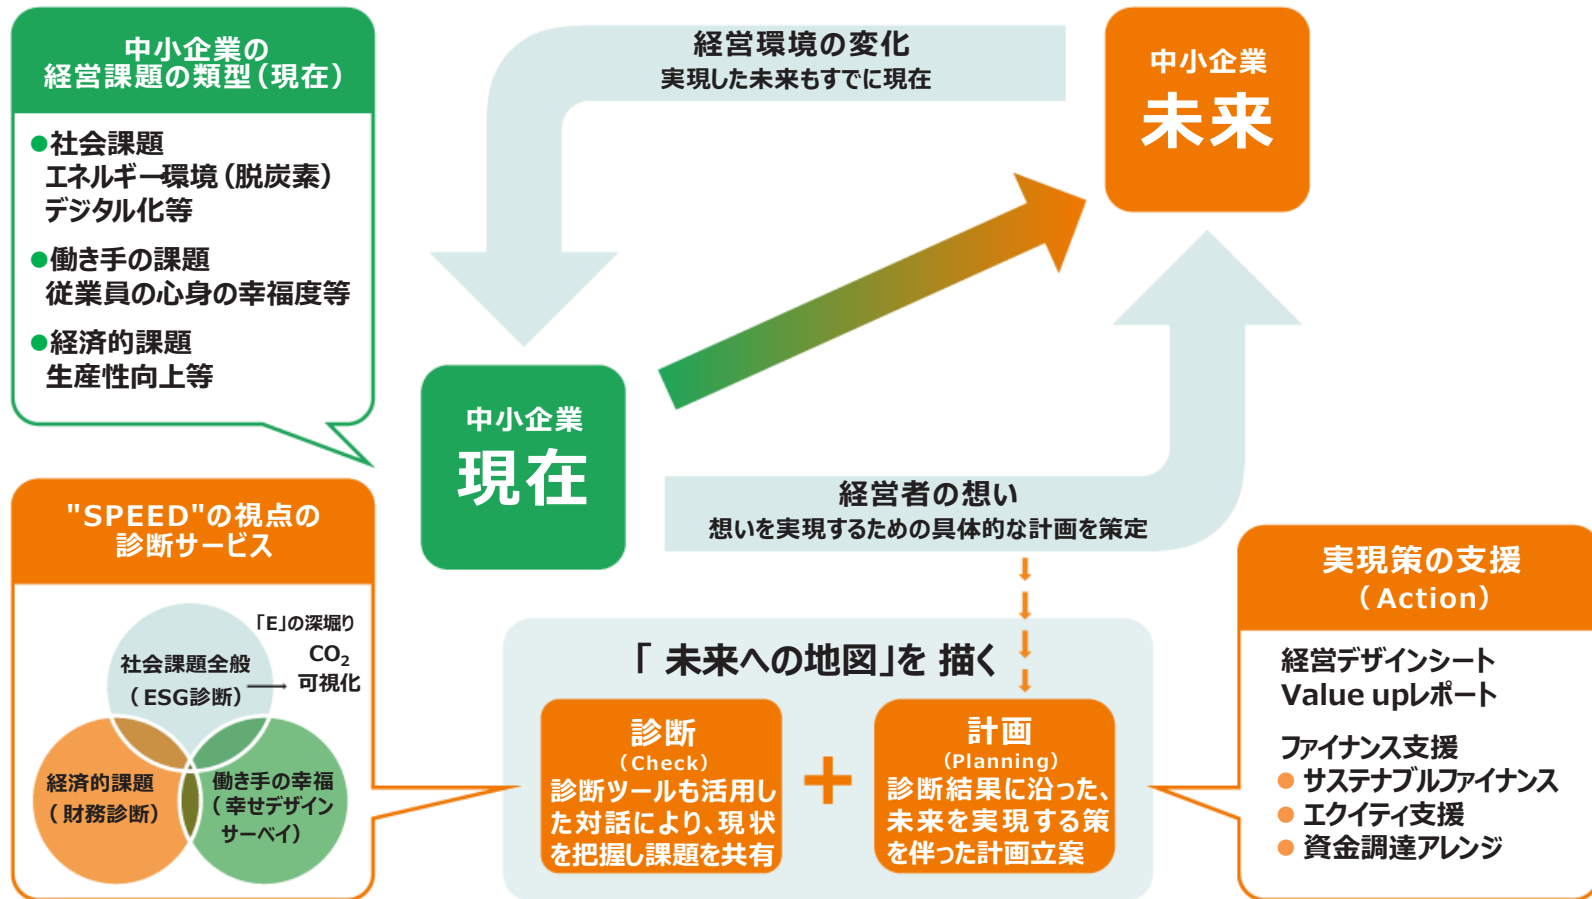 中小企業の
経営課題の類型（現在）
●社会課題
エネルギー環境（脱炭素）
デジタル化等
●働き手の課題
従業員の心身の幸福度等
●経済的課題
生産性向上等
経営環境の変化
実現した未来もすでに現在
中小企業
未来
中小企業
現在
経営者の想い
想いを実現するための具体的な計画を策定
"SPEED"の視点の
診断サービス
「E」の深堀り
CO₂
可視化
社会課題全般
（ESG診断）
経済的課題
（財務診断）
働き手の幸福
（幸せデザイン
サーベイ）
「 未来への地図」を 描く
診断
（Check）
診断ツールも活用し
た対話により、現状
を把握し課題を共有
＋
計画
（Planning）
診断結果に沿った、
未来を実現する策
を伴った計画立案
実現策の支援
（Action）
経営デザインシート
Value upレポート
ファイナンス支援
● サステナブルファイナンス
● エクイティ支援
● 資金調達アレンジ